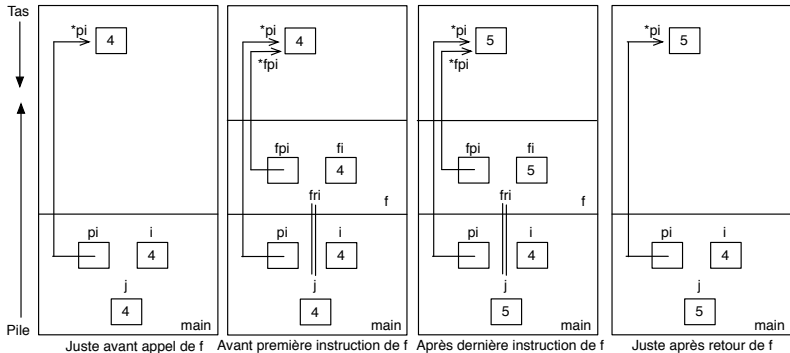 Tas
*pi
4
pi
i
4
j
4
main
Pile
Juste avant appel de f
*pi
4
*fpi
fpi
fi
4
fri
f
pi
i
4
j
4
main
Avant première instruction de f
*pi
5
*fpi
fpi
fi
5
fri
f
pi
i
4
j
5
main
Après dernière instruction de f
*pi
5
pi
i
4
j
5
main
Juste après retour de f